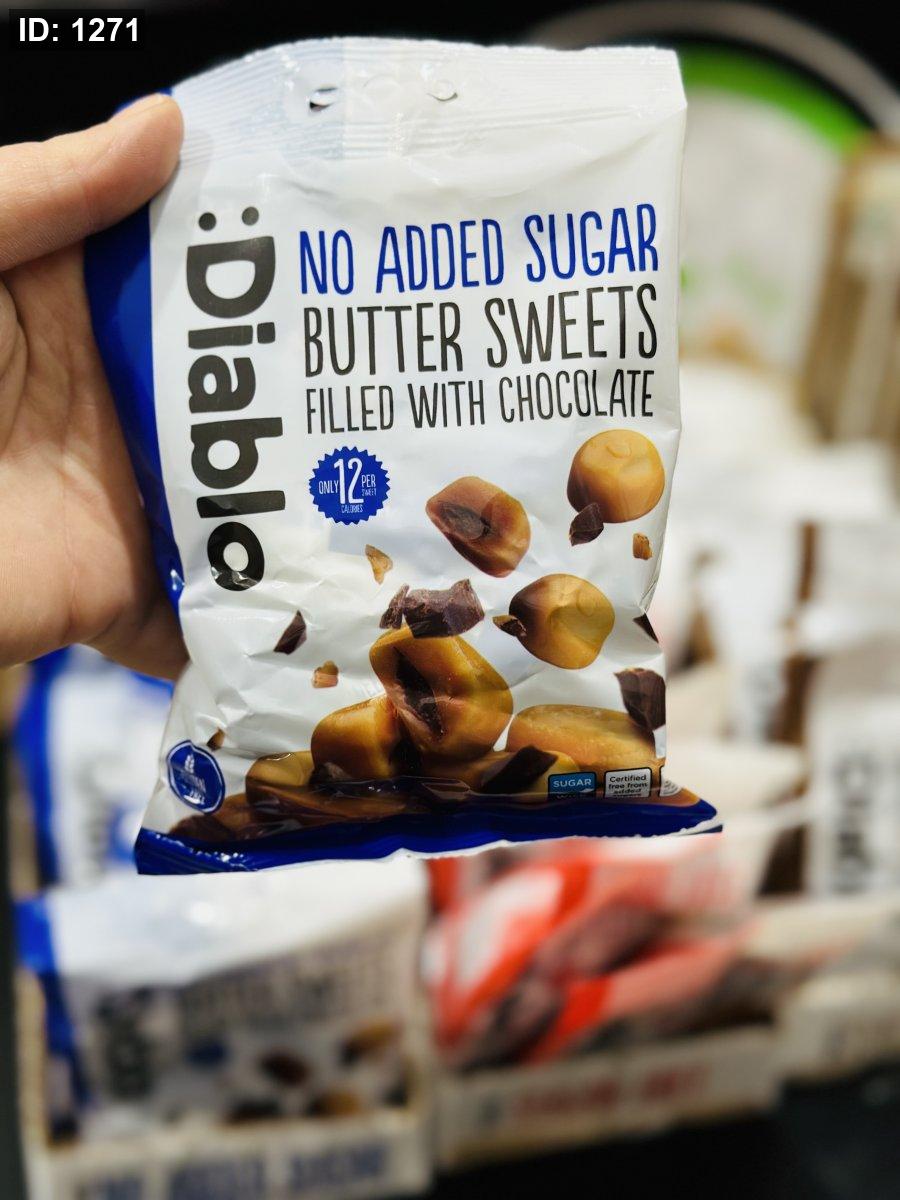 ID: 1271
:Diablo
NO ADDED SUGAR
BUTTER SWEETS
FILLED WITH CHOCOLATE
ONLY 12 PER
SWEET
CALORIES
SUGAR
Certified
free from
added